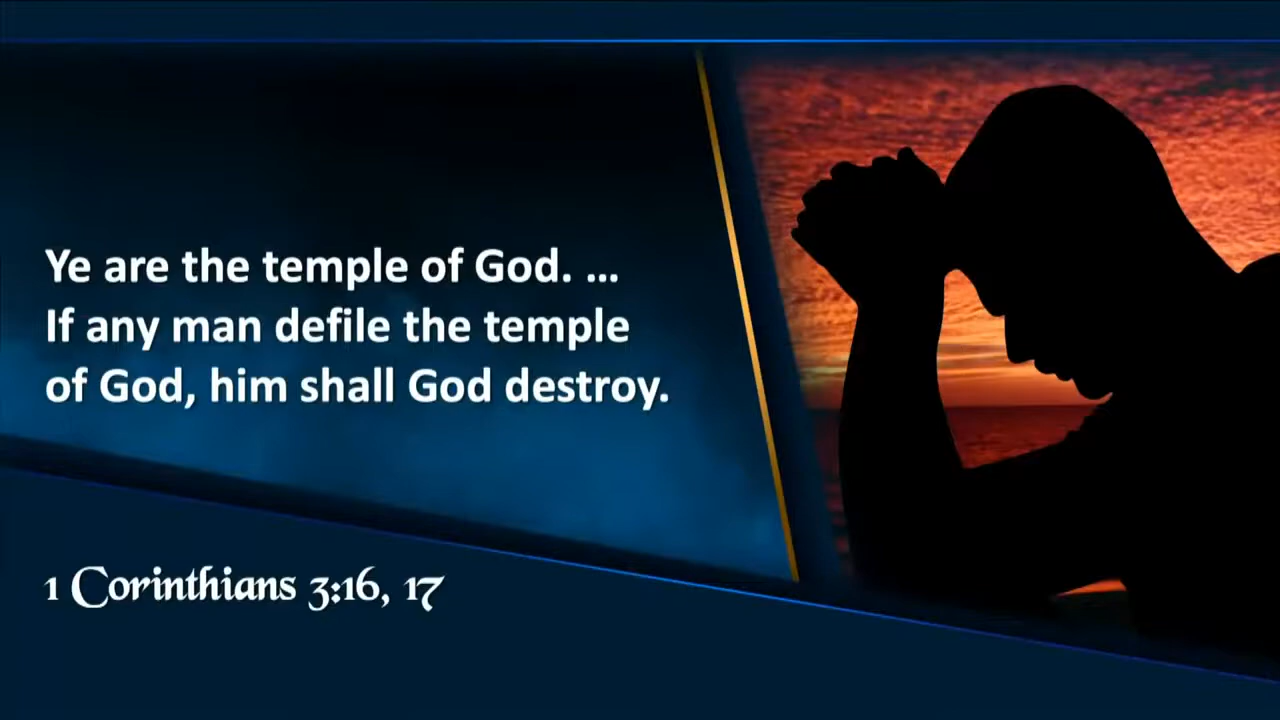 Ye are the temple of God. ...
If any man defile the temple
of God, him shall God destroy.
1 Corinthians 3:16, 17